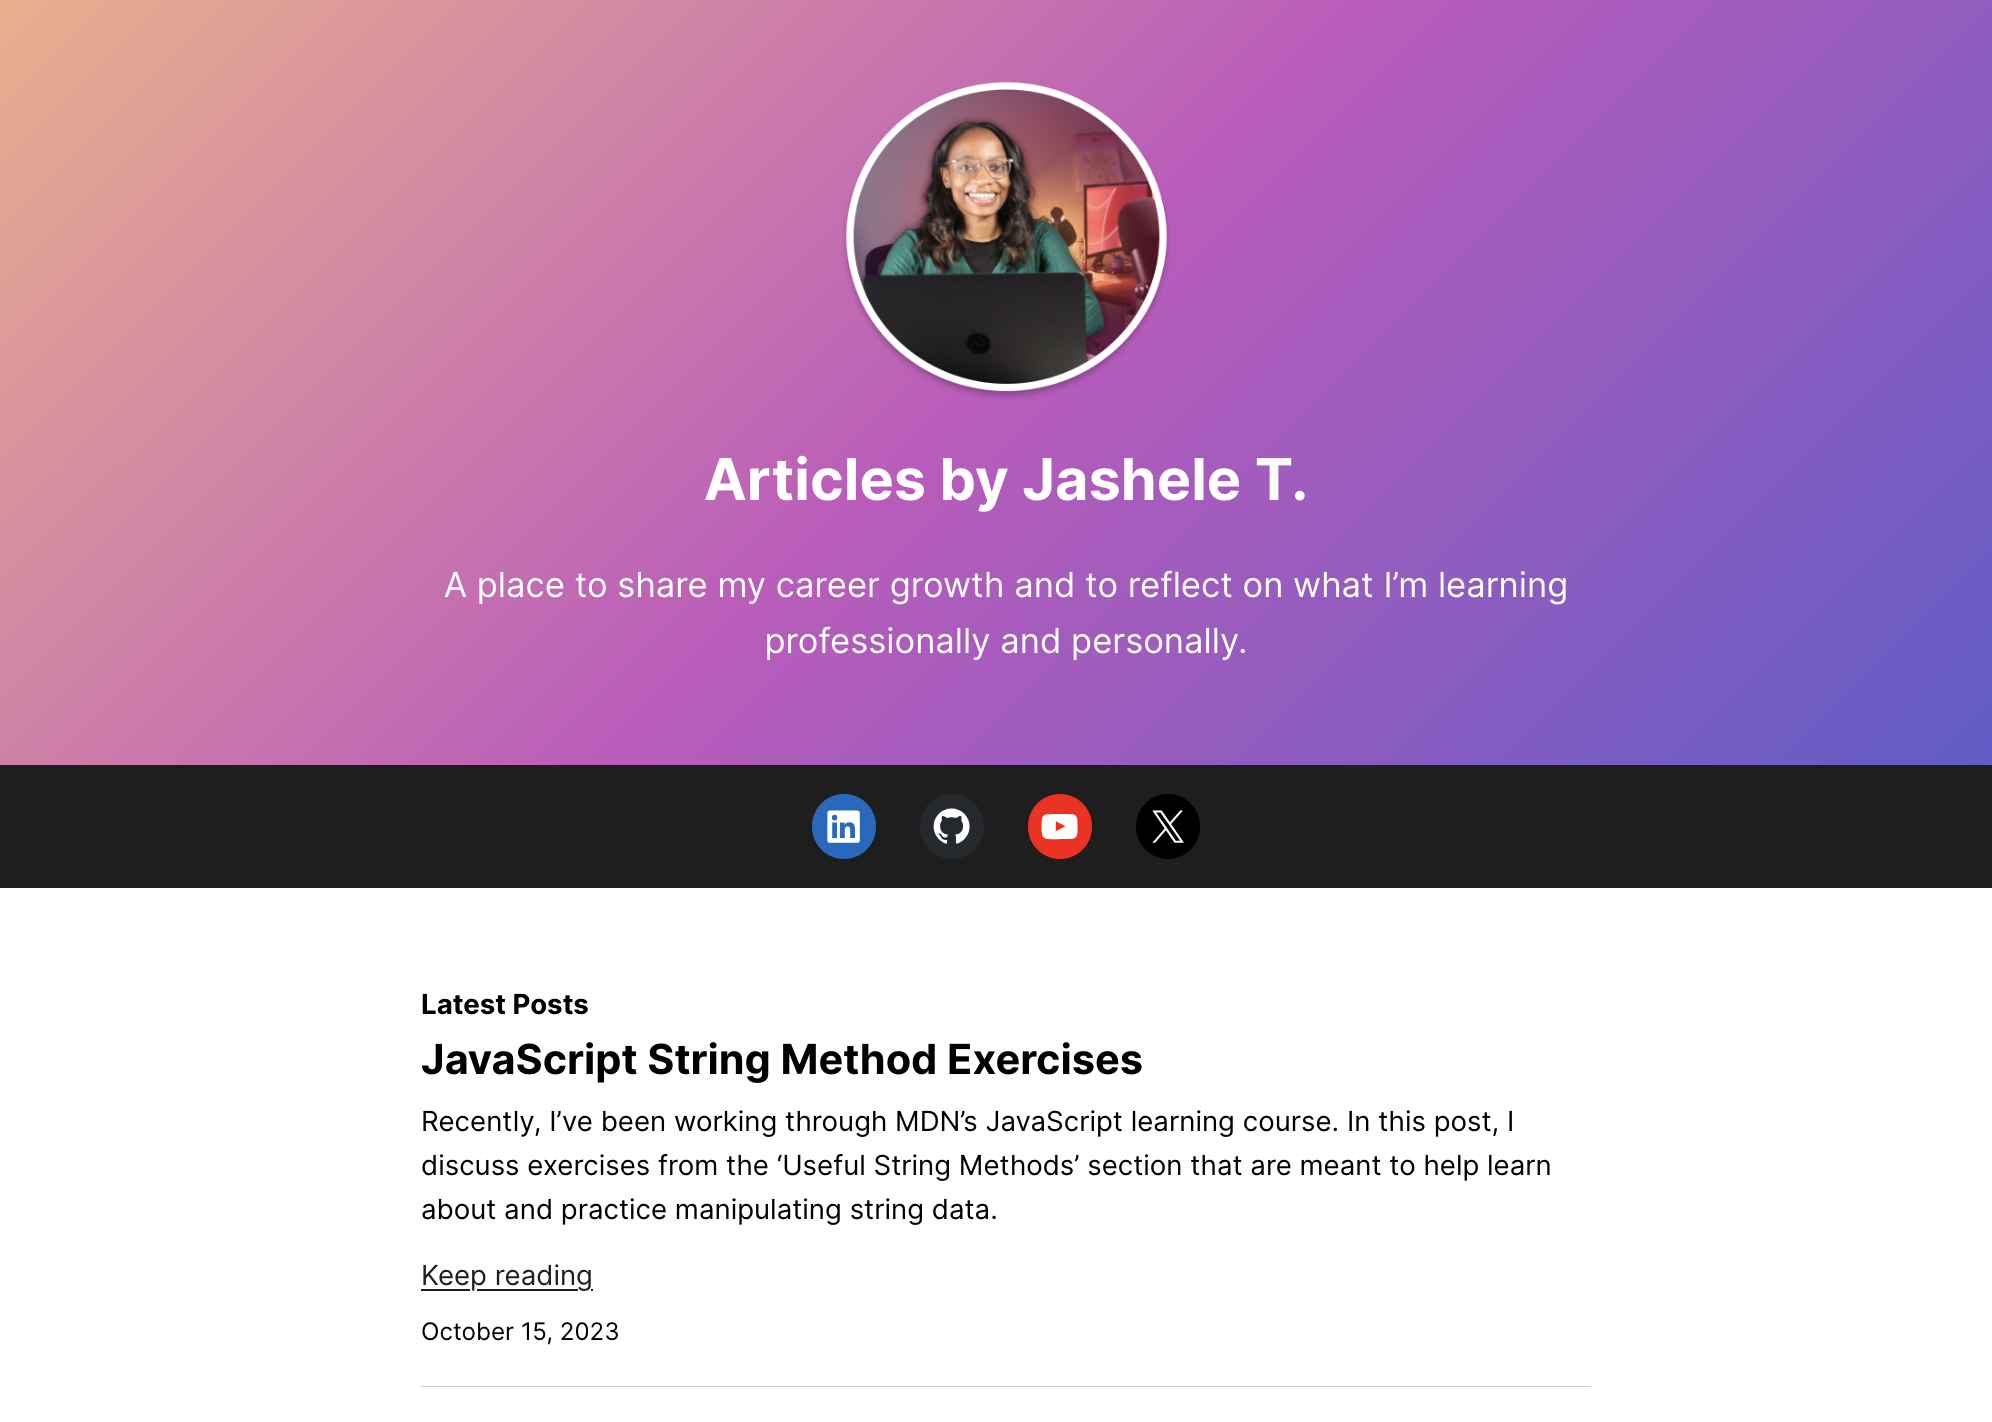 Articles by Jashele T.
A place to share my career growth and to reflect on what I’m learning
professionally and personally.
in
Latest Posts
JavaScript String Method Exercises
Recently, I’ve been working through MDN’s JavaScript learning course. In this post, I
discuss exercises from the ‘Useful String Methods’ section that are meant to help learn
about and practice manipulating string data.
Keep reading
October 15, 2023